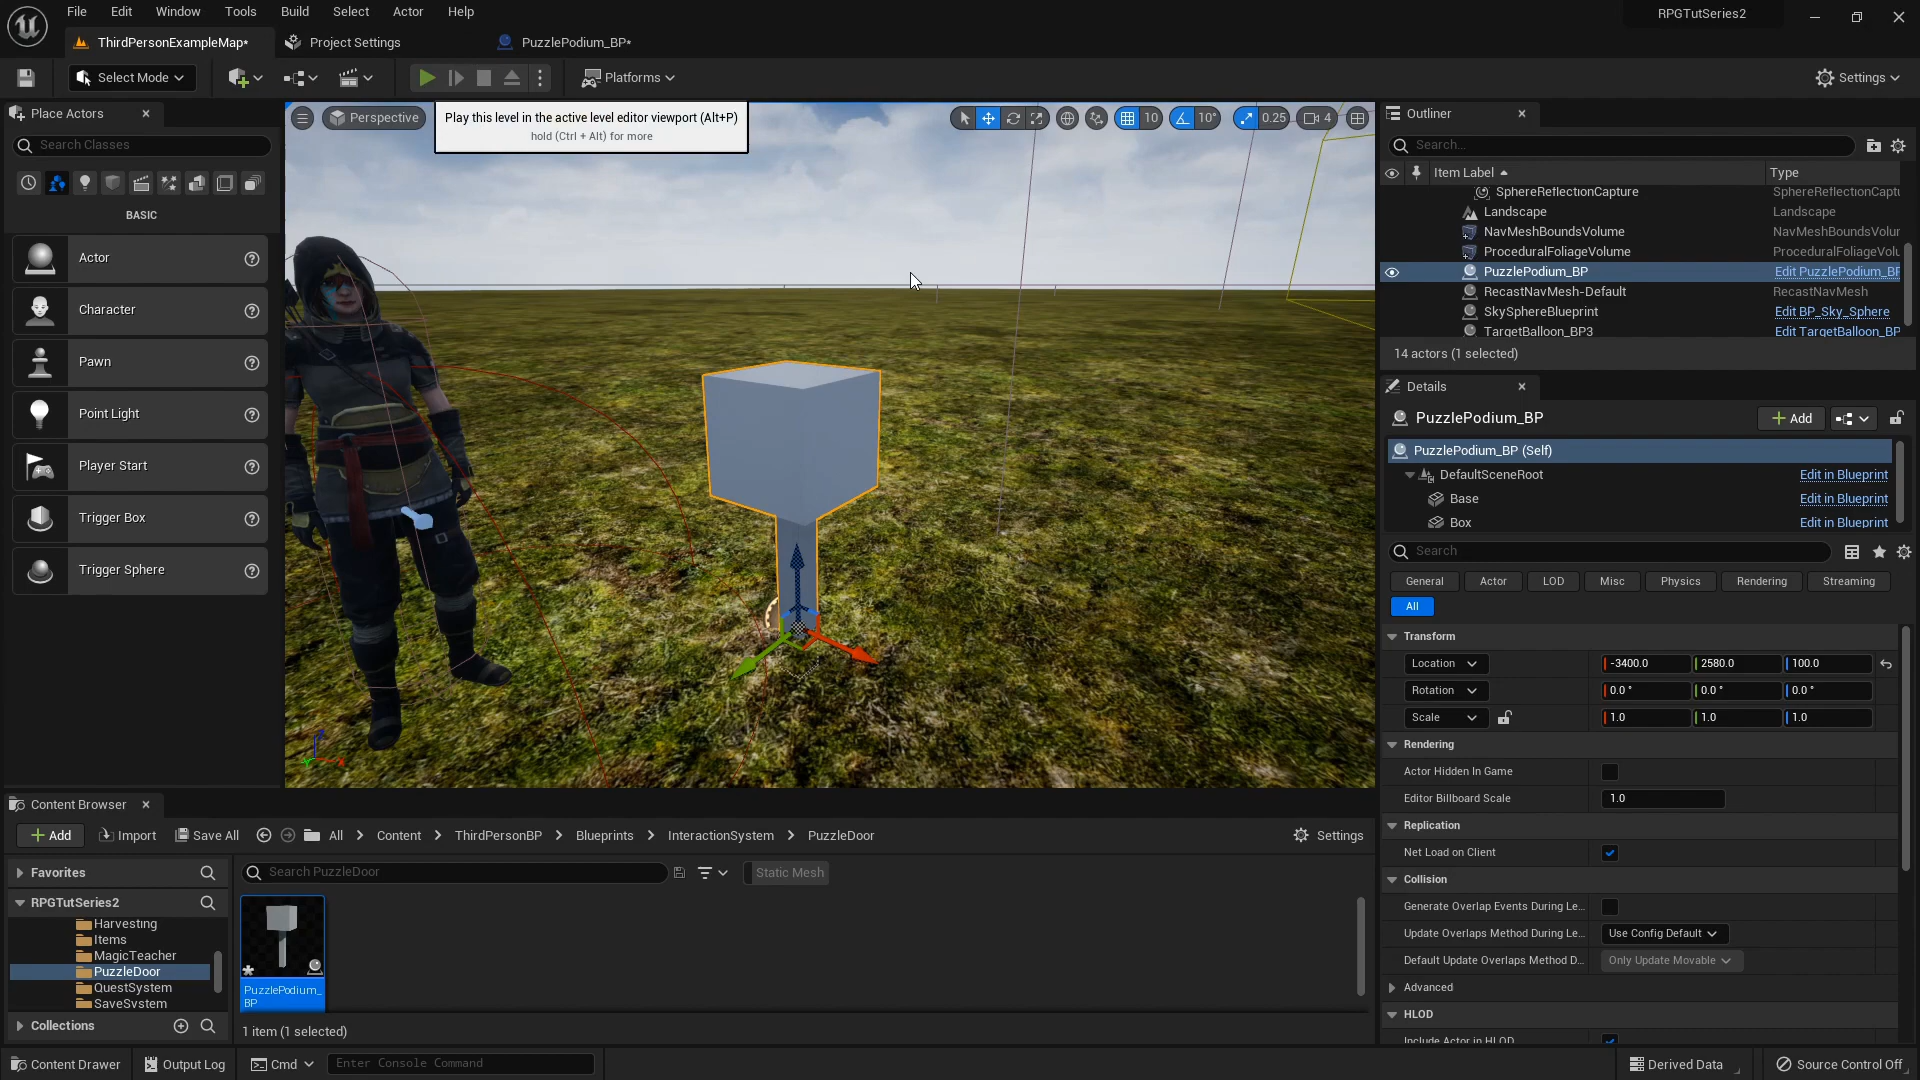 File Edit Window Tools Build Select Actor Help
RPGTutSeries2
ThirdPersonExampleMap* Project Settings PuzzlePodium_BP*
Select Mode Platforms Settings
Place Actors
Search Classes
BASIC
Actor
Character
Pawn
Point Light
Player Start
Trigger Box
Trigger Sphere
Perspective
Play this level in the active level editor viewport (Alt+P)
hold (Ctrl + Alt) for more
10 10° 0.25 4
Outliner
Search...
Item Label Type
SphereReflectionCapture SphereReflectionCaptu
Landscape Landscape
NavMeshBoundsVolume NavMeshBoundsVolur
ProceduralFoliageVolume ProceduralFoliageVolu
PuzzlePodium_BP Edit PuzzlePodium_BP
RecastNavMesh-Default RecastNavMesh
SkySphereBlueprint Edit BP_Sky_Sphere
TargetBalloon_BP3 Edit TargetBalloon_BP
14 actors (1 selected)
Details
PuzzlePodium_BP Add
PuzzlePodium_BP (Self)
DefaultSceneRoot Edit in Blueprint
Base Edit in Blueprint
Box Edit in Blueprint
Search
General Actor LOD Misc Physics Rendering Streaming
All
Transform
Location -3400.0 2580.0 100.0
Rotation 0.0° 0.0° 0.0°
Scale 1.0 1.0 1.0
Rendering
Actor Hidden In Game
Editor Billboard Scale 1.0
Replication
Net Load on Client
Collision
Generate Overlap Events During Le...
Update Overlaps Method During Le... Use Config Default
Default Update Overlaps Method D... Only Update Movable
Advanced
HLOD
Include Actor in HLOD
Content Browser
Add Import Save All All > Content > ThirdPersonBP > Blueprints > InteractionSystem > PuzzleDoor Settings
Favorites
RPGTutSeries2
Harvesting
Items
MagicTeacher
PuzzleDoor
QuestSystem
SaveSystem
Collections
Search PuzzleDoor Static Mesh
PuzzlePodium_
BP
1 item (1 selected)
Content Drawer Output Log Cmd Enter Console Command Derived Data Source Control Off